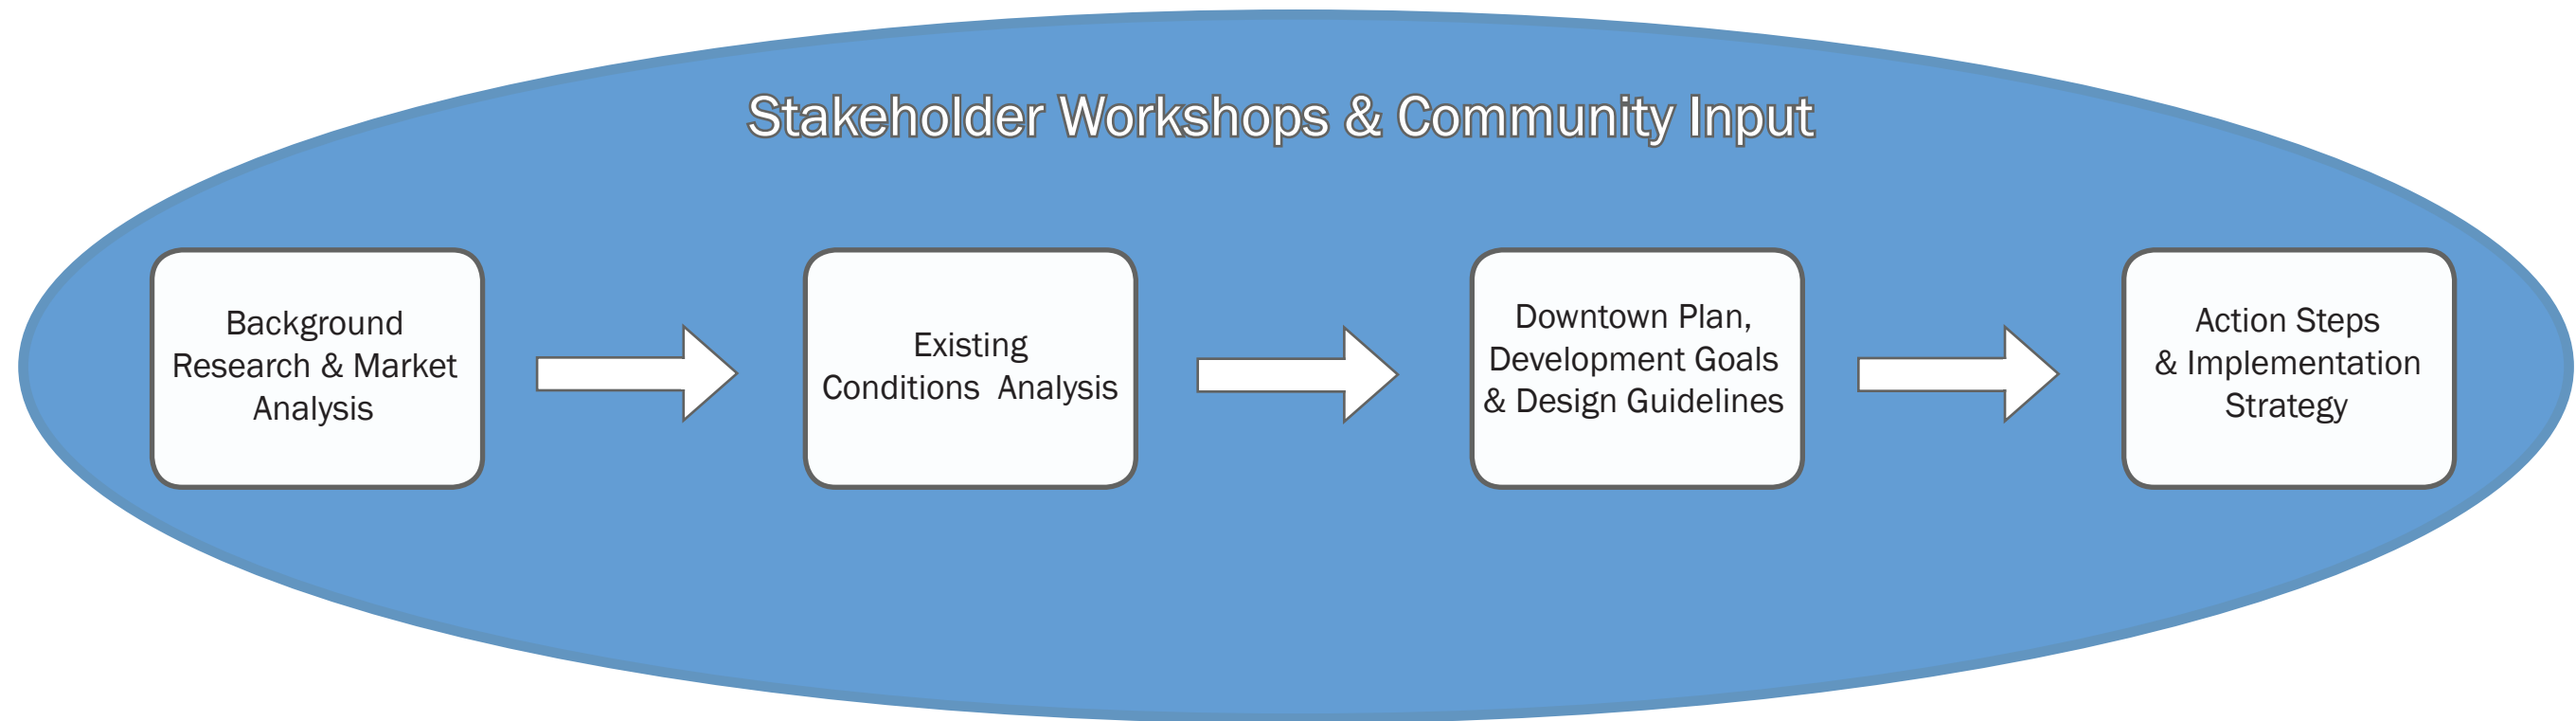 Stakeholder Workshops & Community Input
Background
Research & Market
Analysis
Existing
Conditions Analysis
Downtown Plan,
Development Goals
& Design Guidelines
Action Steps
& Implementation
Strategy